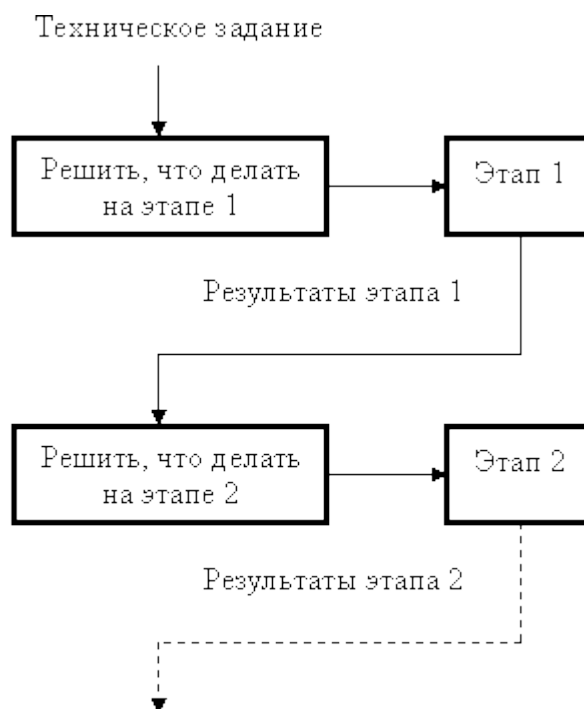 Техническое задание
Решить, что делать
на этапе 1
Этап 1
Результаты этапа 1
Решить, что делать
на этапе 2
Этап 2
Результаты этапа 2